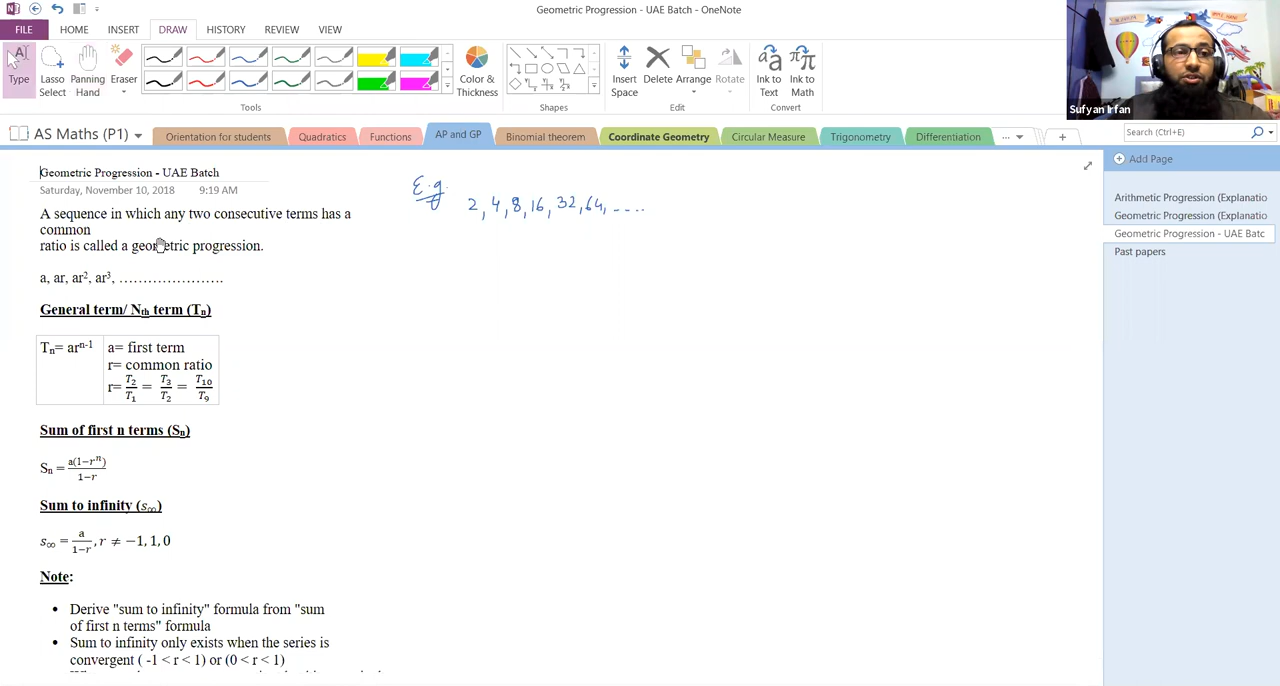 Geometric Progression - UAE Batch - OneNote
FILE HOME INSERT DRAW HISTORY REVIEW VIEW
Type Lasso Select Panning Hand Eraser Color & Thickness Insert Space Delete Arrange Rotate Ink to Text Ink to Math
Tools Shapes Edit Convert
Sufyan Irfan
AS Maths (P1) Orientation for students Quadratics Functions AP and GP Binomial theorem Coordinate Geometry Circular Measure Trigonometry Differentiation ... Search (Ctrl+E)
Add Page
Arithmetic Progression (Explanatio
Geometric Progression (Explanatio
Geometric Progression - UAE Batc
Past papers
Geometric Progression - UAE Batch
Saturday, November 10, 2018 9:19 AM
A sequence in which any two consecutive terms has a
common
ratio is called a geometric progression.
a, ar, ar², ar³, ......................
General term/ Nth term (Tn)
Tn= ar^n-1 a= first term
r= common ratio
r= T2/T1 = T3/T2 = T10/T9
Sum of first n terms (Sn)
Sn = a(1−r^n)/1−r
Sum to infinity (s∞)
s∞ = a/1−r , r ≠ −1, 1, 0
Note:
• Derive "sum to infinity" formula from "sum
of first n terms" formula
• Sum to infinity only exists when the series is
convergent ( -1 < r < 1) or (0 < r < 1)
E.g.
2, 4, 8, 16, 32, 64, ....